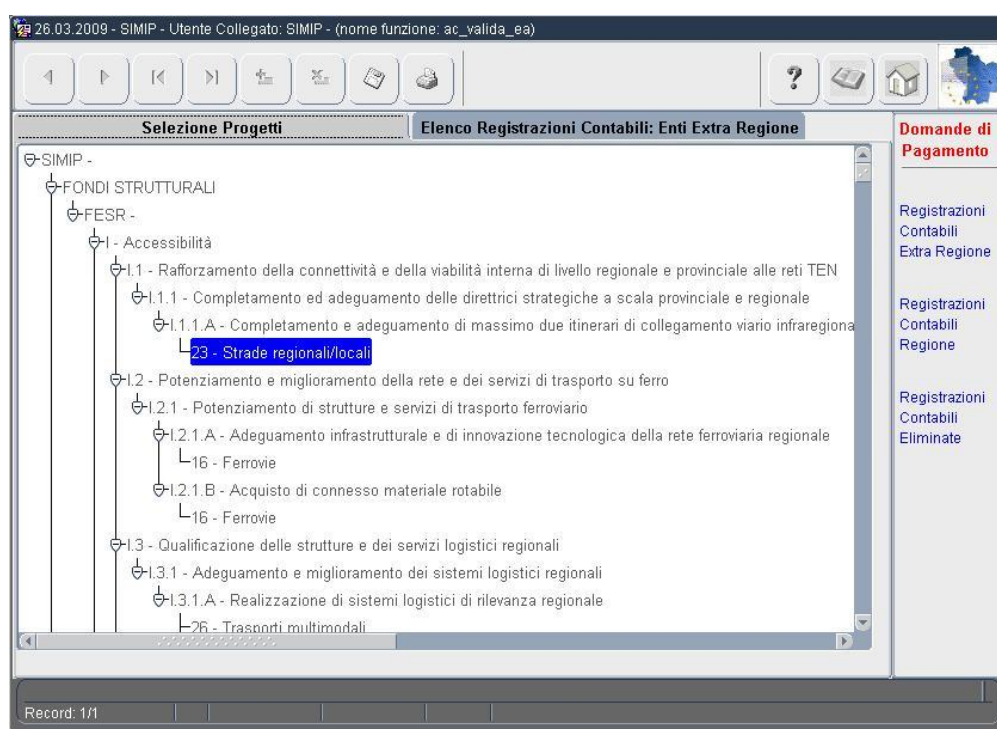 26.03.2009 - SIMIP - Utente Collegato: SIMIP - (nome funzione: ac_valida_ea)
Selezione Progetti
Elenco Registrazioni Contabili: Enti Extra Regione
SIMIP -
FONDI STRUTTURALI
FESR -
I - Accessibilità
I.1 - Rafforzamento della connettività e della viabilità interna di livello regionale e provinciale alle reti TEN
I.1.1 - Completamento ed adeguamento delle direttrici strategiche a scala provinciale e regionale
I.1.1.A - Completamento e adeguamento di massimo due itinerari di collegamento viario infraregiona
23 - Strade regionali/locali
I.2 - Potenziamento e miglioramento della rete e dei servizi di trasporto su ferro
I.2.1 - Potenziamento di strutture e servizi di trasporto ferroviario
I.2.1.A - Adeguamento infrastrutturale e di innovazione tecnologica della rete ferroviaria regionale
16 - Ferrovie
I.2.1.B - Acquisto di connesso materiale rotabile
16 - Ferrovie
I.3 - Qualificazione delle strutture e dei servizi logistici regionali
I.3.1 - Adeguamento e miglioramento dei sistemi logistici regionali
I.3.1.A - Realizzazione di sistemi logistici di rilevanza regionale
26 - Trasporti multimodali
Domande di
Pagamento
Registrazioni
Contabili
Extra Regione
Registrazioni
Contabili
Regione
Registrazioni
Contabili
Eliminate
Record: 1/1